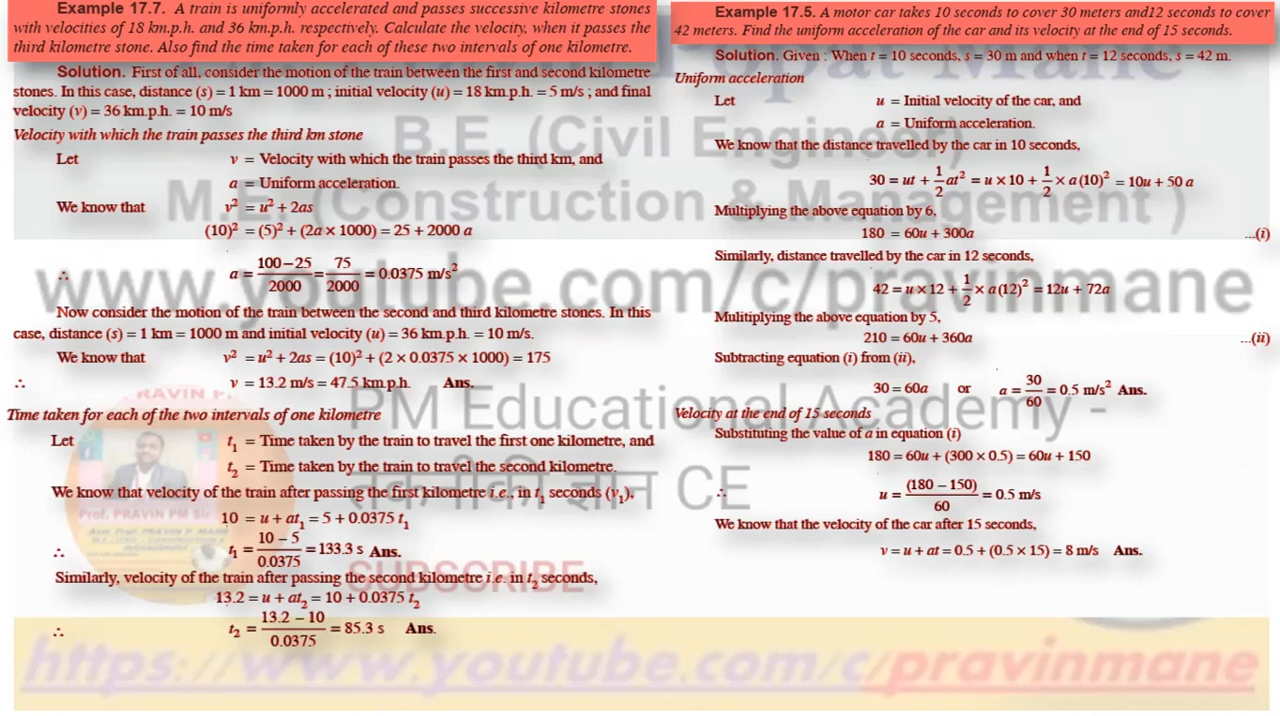 Example 17.7. A train is uniformly accelerated and passes successive kilometre stones
with velocities of 18 km.p.h. and 36 km.p.h. respectively. Calculate the velocity, when it passes the
third kilometre stone. Also find the time taken for each of these two intervals of one kilometre.
Solution. First of all, consider the motion of the train between the first and second kilometre
stones. In this case, distance (s) = 1 km = 1000 m ; initial velocity (u) = 18 km.p.h. = 5 m/s ; and final
velocity (v) = 36 km.p.h. = 10 m/s
Velocity with which the train passes the third km stone
Let v = Velocity with which the train passes the third km, and
a = Uniform acceleration.
We know that v² = u² + 2as
(10)² = (5)² + (2a × 1000) = 25 + 2000 a
∴ a = (100 – 25)/2000 = 75/2000 = 0.0375 m/s²
Now consider the motion of the train between the second and third kilometre stones. In this
case, distance (s) = 1 km = 1000 m and initial velocity (u) = 36 km.p.h. = 10 m/s.
We know that v² = u² + 2as = (10)² + (2 × 0.0375 × 1000) = 175
∴ v = 13.2 m/s = 47.5 km.p.h. Ans.
Time taken for each of the two intervals of one kilometre
Let t₁ = Time taken by the train to travel the first one kilometre, and
t₂ = Time taken by the train to travel the second kilometre.
We know that velocity of the train after passing the first kilometre i.e., in t₁ seconds (v₁),
10 = u + at₁ = 5 + 0.0375 t₁
∴ t₁ = (10 – 5)/0.0375 = 133.3 s Ans.
Similarly, velocity of the train after passing the second kilometre i.e. in t₂ seconds,
13.2 = u + at₂ = 10 + 0.0375 t₂
∴ t₂ = (13.2 – 10)/0.0375 = 85.3 s Ans.
Example 17.5. A motor car takes 10 seconds to cover 30 meters and12 seconds to cover
42 meters. Find the uniform acceleration of the car and its velocity at the end of 15 seconds.
Solution. Given : When t = 10 seconds, s = 30 m and when t = 12 seconds, s = 42 m.
Uniform acceleration
Let u = Initial velocity of the car, and
a = Uniform acceleration.
We know that the distance travelled by the car in 10 seconds,
30 = ut + 1/2 at² = u × 10 + 1/2 × a (10)² = 10u + 50 a
Multiplying the above equation by 6,
180 = 60u + 300a ...(i)
Similarly, distance travelled by the car in 12 seconds,
42 = u × 12 + 1/2 × a (12)² = 12u + 72a
Mulitiplying the above equation by 5,
210 = 60u + 360a ...(ii)
Subtracting equation (i) from (ii),
30 = 60a or a = 30/60 = 0.5 m/s² Ans.
Velocity at the end of 15 seconds
Substituting the value of a in equation (i)
180 = 60u + (300 × 0.5) = 60u + 150
∴ u = (180 – 150)/60 = 0.5 m/s
We know that the velocity of the car after 15 seconds,
v = u + at = 0.5 + (0.5 × 15) = 8 m/s Ans.
B.E. (Civil Engineer)
M.E (Construction & Management )
www.youtube.com/c/pravinmane
PM Educational Academy -
तकनीकी ज्ञान CE
SUBSCRIBE
Prof. PRAVIN PM Sir
https://www.youtube.com/c/pravinmane